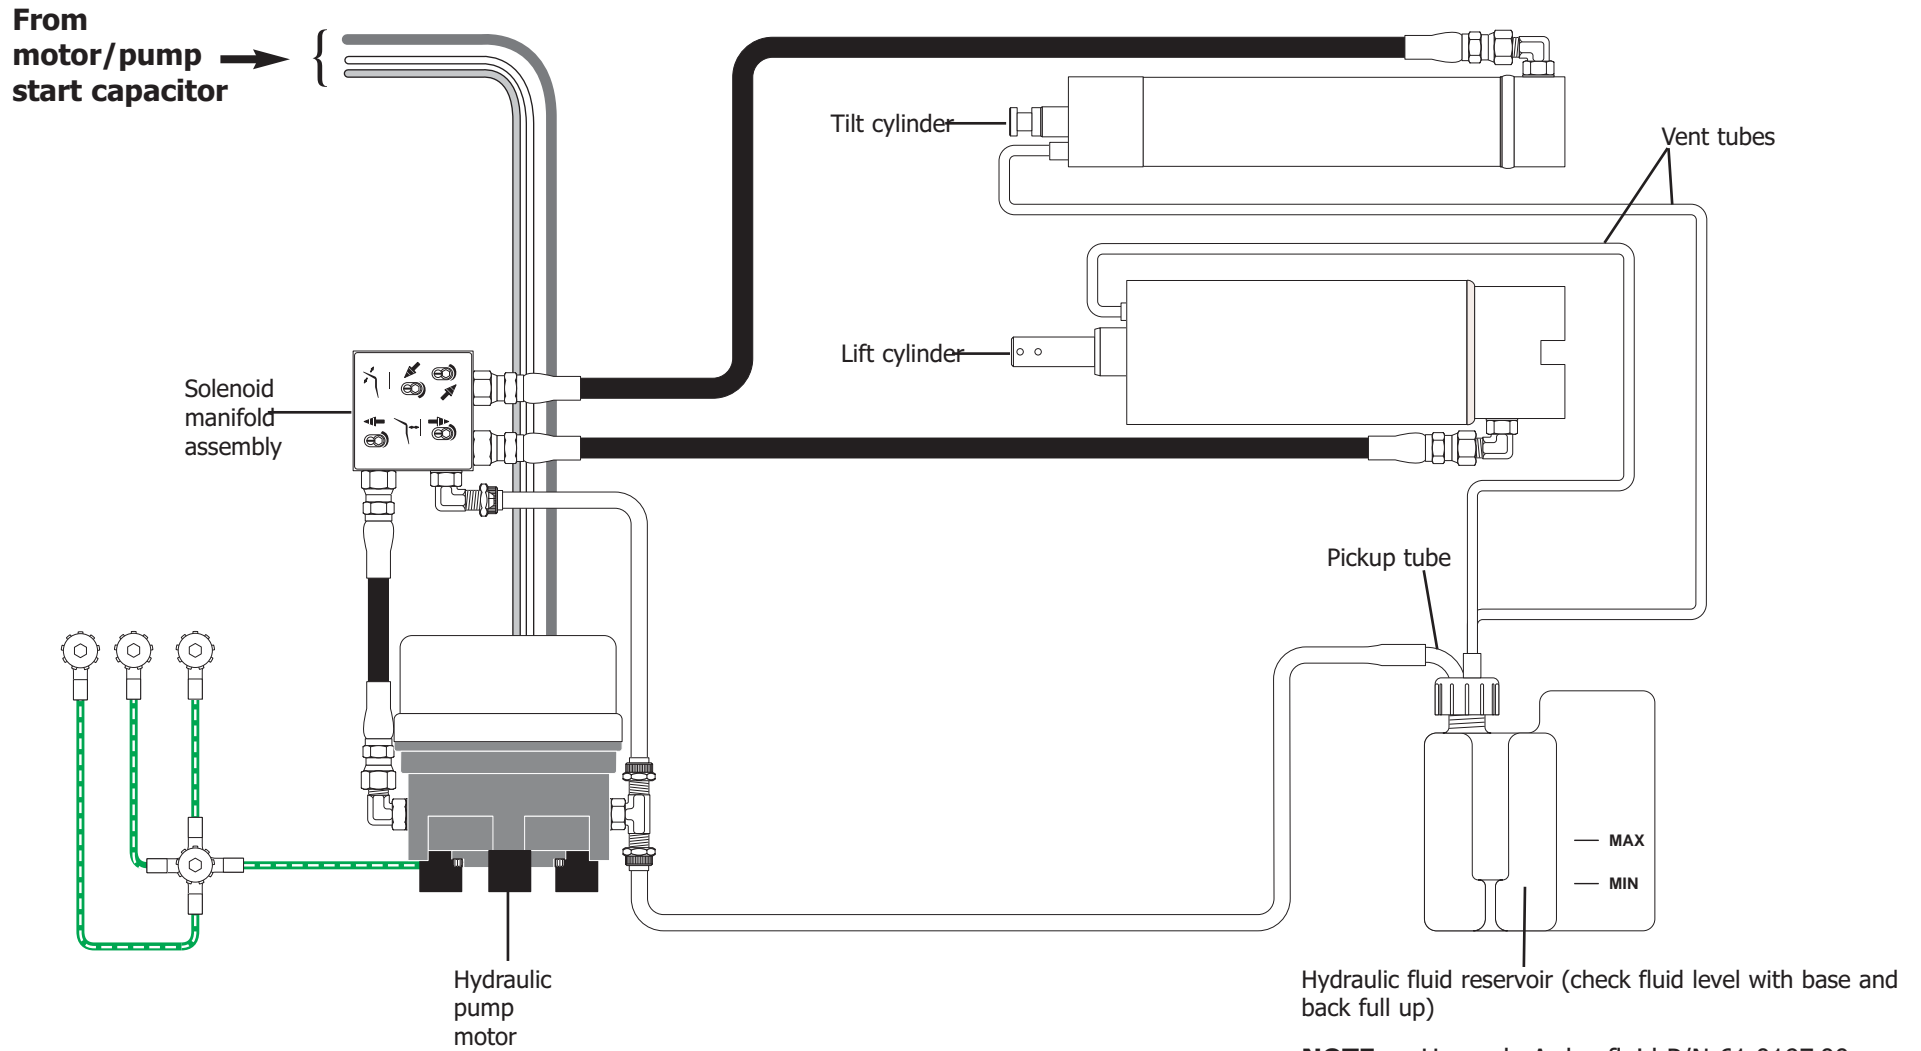 From
motor/pump
start capacitor
Tilt cylinder
Vent tubes
Lift cylinder
Solenoid
manifold
assembly
Pickup tube
MAX
MIN
Hydraulic
pump
motor
Hydraulic fluid reservoir (check fluid level with base and
back full up)